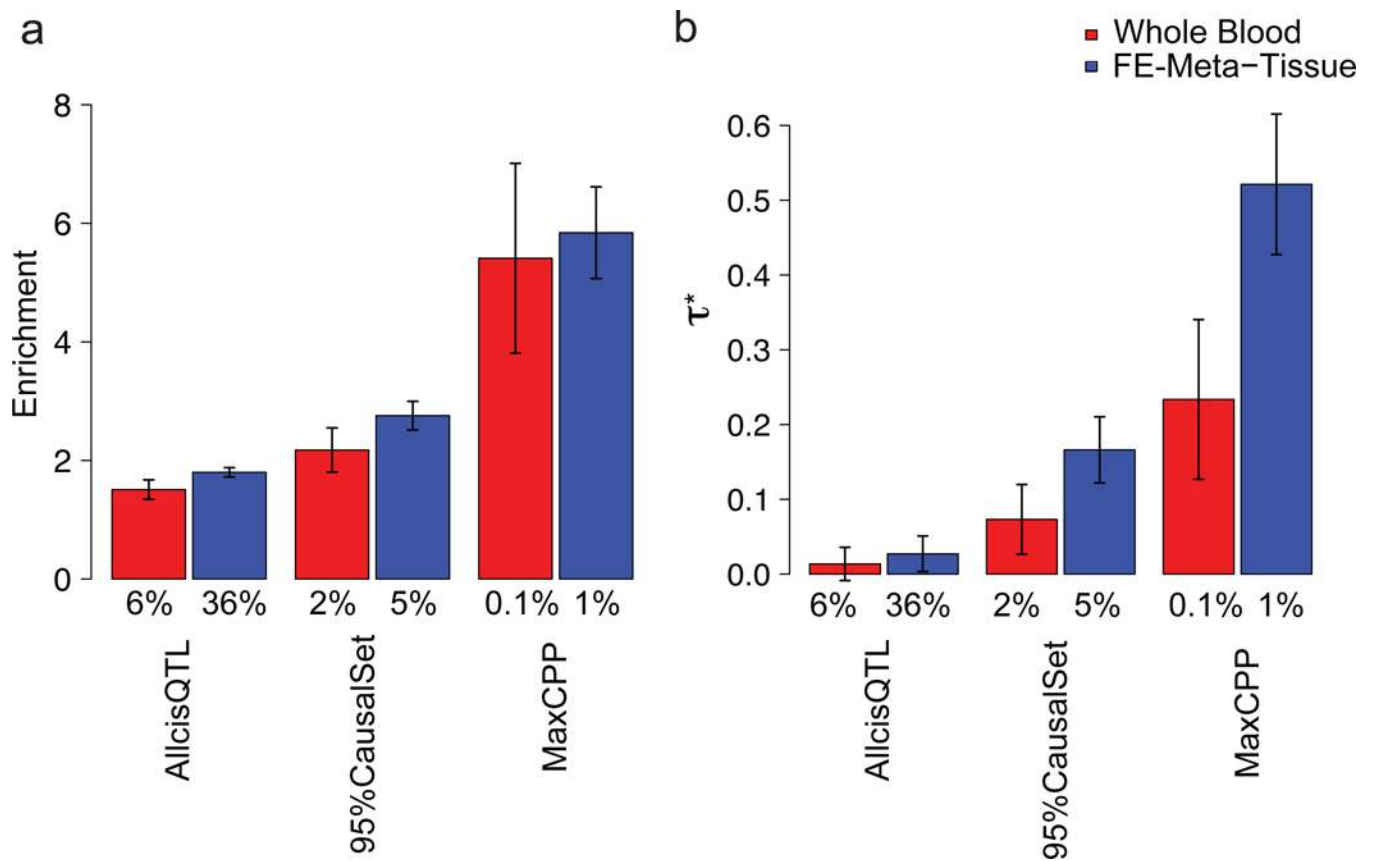 a
8
6
4
2
0
Enrichment
6% 36% 2% 5% 0.1% 1%
AllcisQTL
95%CausalSet
MaxCPP
b
Whole Blood
FE-Meta−Tissue
0.6
0.5
0.4
0.3
0.2
0.1
0.0
τ*
6% 36% 2% 5% 0.1% 1%
AllcisQTL
95%CausalSet
MaxCPP